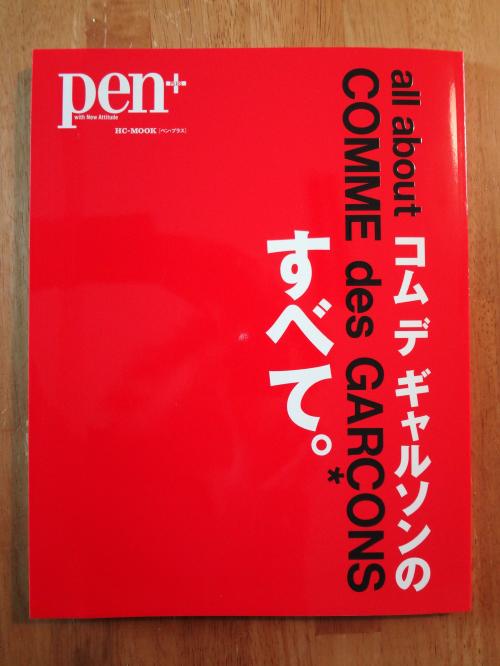 pen+
PLUS
with New Attitude
HC-MOOK [ペン・プラス]
all about コム デ ギャルソンの
COMME des GARCONS
*
すべて。